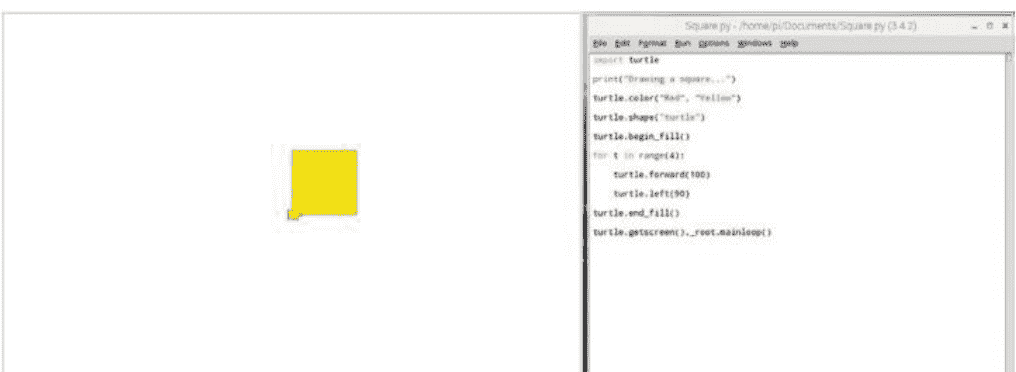 Square.py - /home/pi/Documents/Square.py (3.4.2)
File Edit Format Run Options Windows Help
import turtle
print("Drawing a square...")
turtle.color("Red", "Yellow")
turtle.shape("turtle")
turtle.begin_fill()
for t in range(4):
    turtle.forward(100)
    turtle.left(90)
turtle.end_fill()
turtle.getscreen()._root.mainloop()